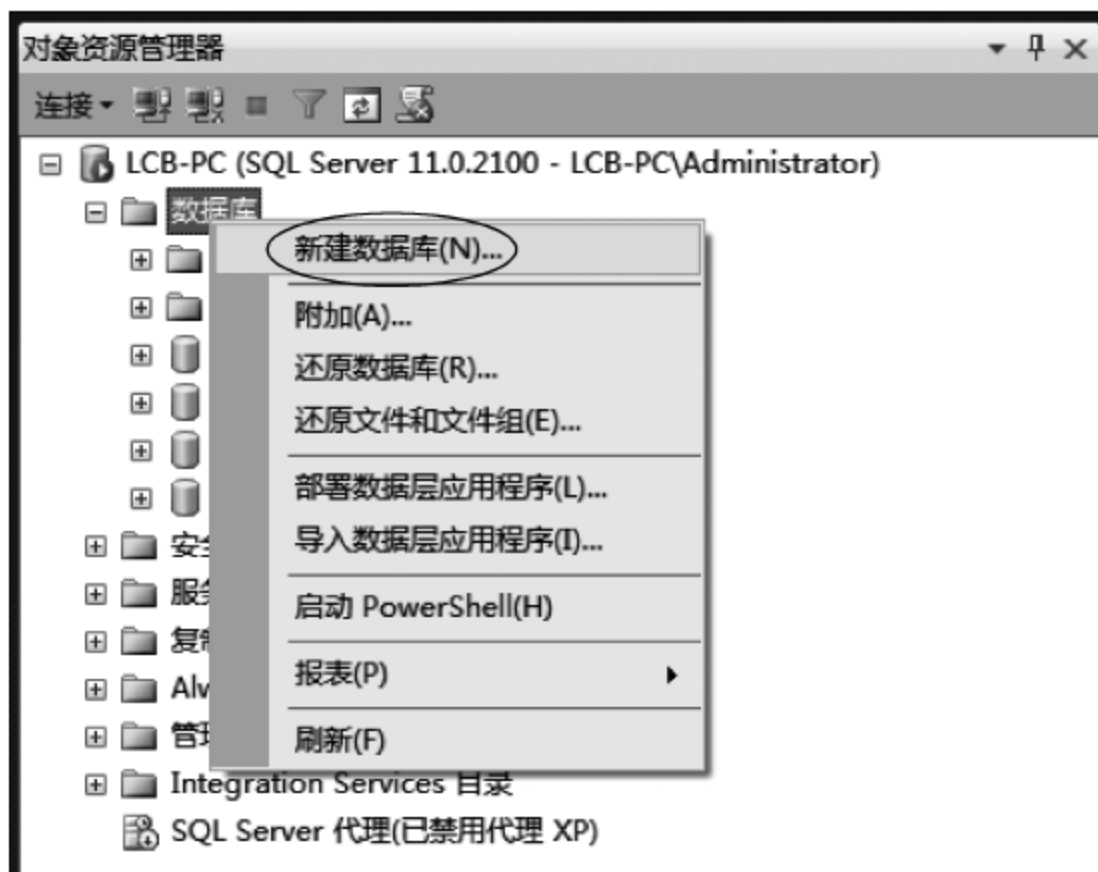 对象资源管理器
连接
LCB-PC (SQL Server 11.0.2100 - LCB-PC\Administrator)
数据库
新建数据库(N)...
附加(A)...
还原数据库(R)...
还原文件和文件组(E)...
部署数据层应用程序(L)...
导入数据层应用程序(I)...
启动 PowerShell(H)
报表(P)
刷新(F)
Integration Services 目录
SQL Server 代理(已禁用代理 XP)